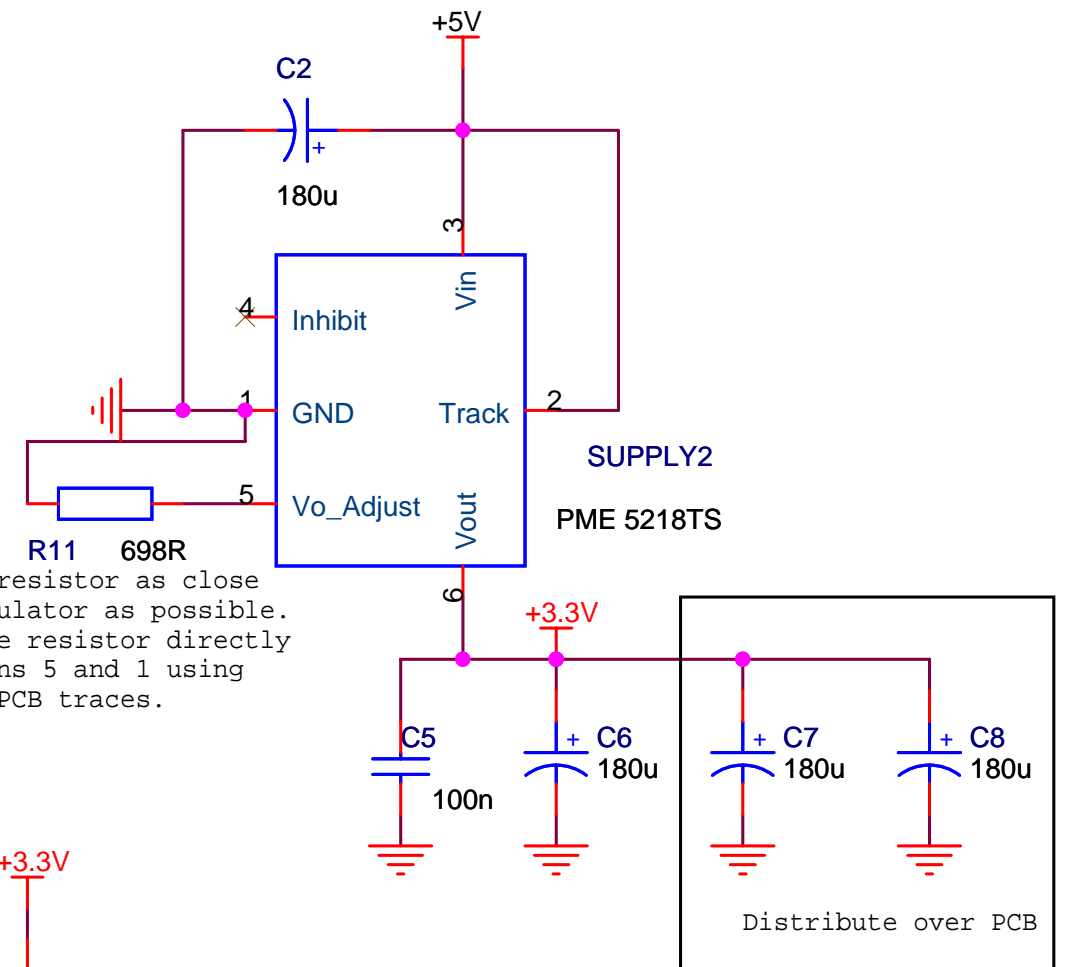 +5V
C2
+
180u
3
Vin
4
Inhibit
1
GND
Track
2
SUPPLY2
5
Vo_Adjust
Vout
PME 5218TS
R11
698R
resistor as close
ulator as possible.
e resistor directly
ns 5 and 1 using
PCB traces.
6
+3.3V
C5
100n
+
C6
180u
+
C7
180u
+
C8
180u
+3.3V
Distribute over PCB